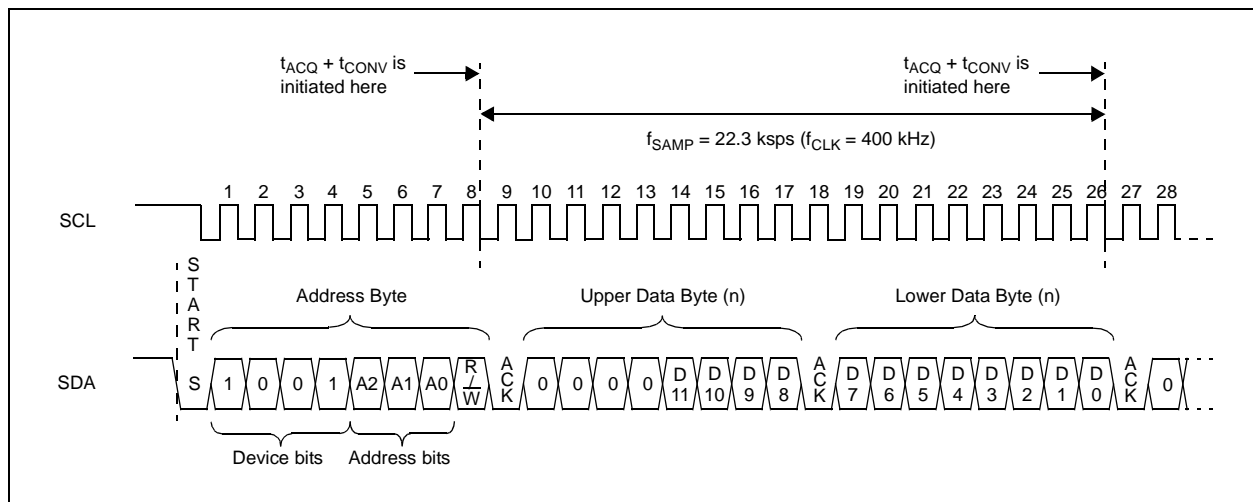 tACQ + tCONV is
initiated here
tACQ + tCONV is
initiated here
fSAMP = 22.3 ksps (fCLK = 400 kHz)
1 2 3 4 5 6 7 8 9 10 11 12 13 14 15 16 17 18 19 20 21 22 23 24 25 26 27 28
SCL
START
Address Byte
Upper Data Byte (n)
Lower Data Byte (n)
SDA
S 1 0 0 1 A2 A1 A0 R/W ACK 0 0 0 0 D11 D10 D9 D8 ACK D7 D6 D5 D4 D3 D2 D1 D0 ACK 0
Device bits
Address bits